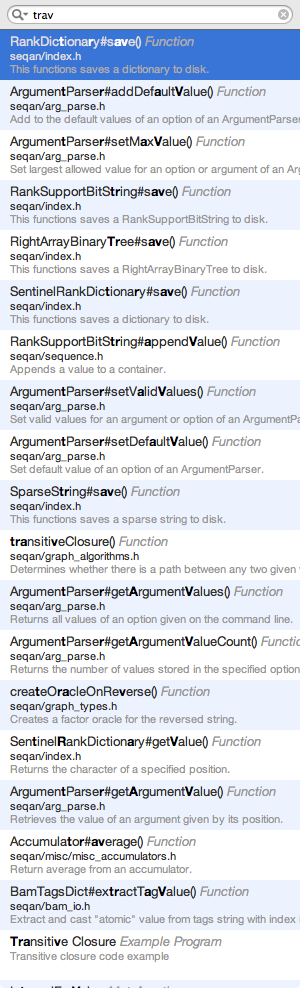 trav
RankDictionary#save() Function
seqan/index.h
This functions saves a dictionary to disk.
ArgumentParser#addDefaultValue() Function
seqan/arg_parse.h
Add to the default values of an option of an ArgumentParser
ArgumentParser#setMaxValue() Function
seqan/arg_parse.h
Set largest allowed value for an option or argument of an Ar
RankSupportBitString#save() Function
seqan/index.h
This functions saves a RankSupportBitString to disk.
RightArrayBinaryTree#save() Function
seqan/index.h
This functions saves a RightArrayBinaryTree to disk.
SentinelRankDictionary#save() Function
seqan/index.h
This functions saves a dictionary to disk.
RankSupportBitString#appendValue() Function
seqan/sequence.h
Appends a value to a container.
ArgumentParser#setValidValues() Function
seqan/arg_parse.h
Set valid values for an argument or option of an ArgumentPa
ArgumentParser#setDefaultValue() Function
seqan/arg_parse.h
Set default value of an option of an ArgumentParser.
SparseString#save() Function
seqan/index.h
This functions saves a sparse string to disk.
transitiveClosure() Function
seqan/graph_algorithms.h
Determines whether there is a path between any two given
ArgumentParser#getArgumentValues() Function
seqan/arg_parse.h
Returns all values of an option given on the command line.
ArgumentParser#getArgumentValueCount() Functio
seqan/arg_parse.h
Returns the number of values stored in the specified option
createOracleOnReverse() Function
seqan/graph_types.h
Creates a factor oracle for the reversed string.
SentinelRankDictionary#getValue() Function
seqan/index.h
Returns the character of a specified position.
ArgumentParser#getArgumentValue() Function
seqan/arg_parse.h
Retrieves the value of an argument given by its position.
Accumulator#average() Function
seqan/misc/misc_accumulators.h
Return average from an accumulator.
BamTagsDict#extractTagValue() Function
seqan/bam_io.h
Extract and cast "atomic" value from tags string with index
Transitive Closure Example Program
Transitive closure code example